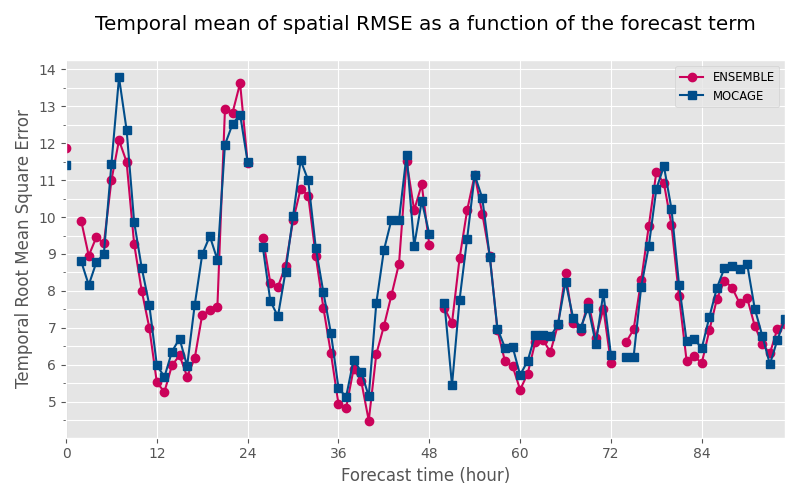 Temporal mean of spatial RMSE as a function of the forecast term
ENSEMBLE
MOCAGE
Temporal Root Mean Square Error
14
13
12
11
10
9
8
7
6
5
0 12 24 36 48 60 72 84
Forecast time (hour)